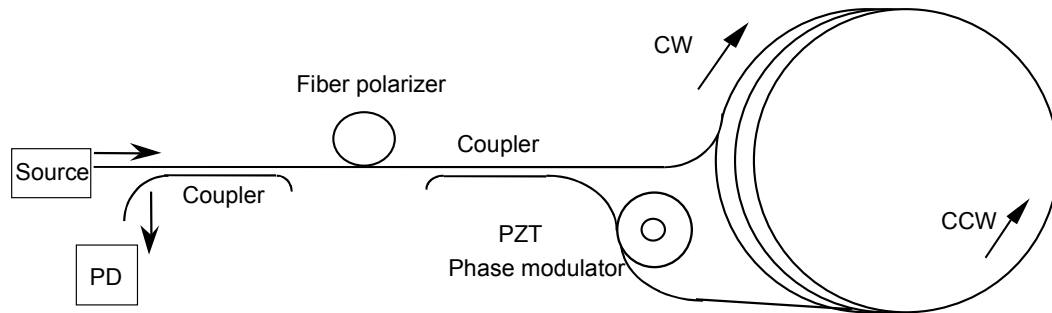 CW
Fiber polarizer
Coupler
Source
Coupler
CCW
PZT
Phase modulator
PD